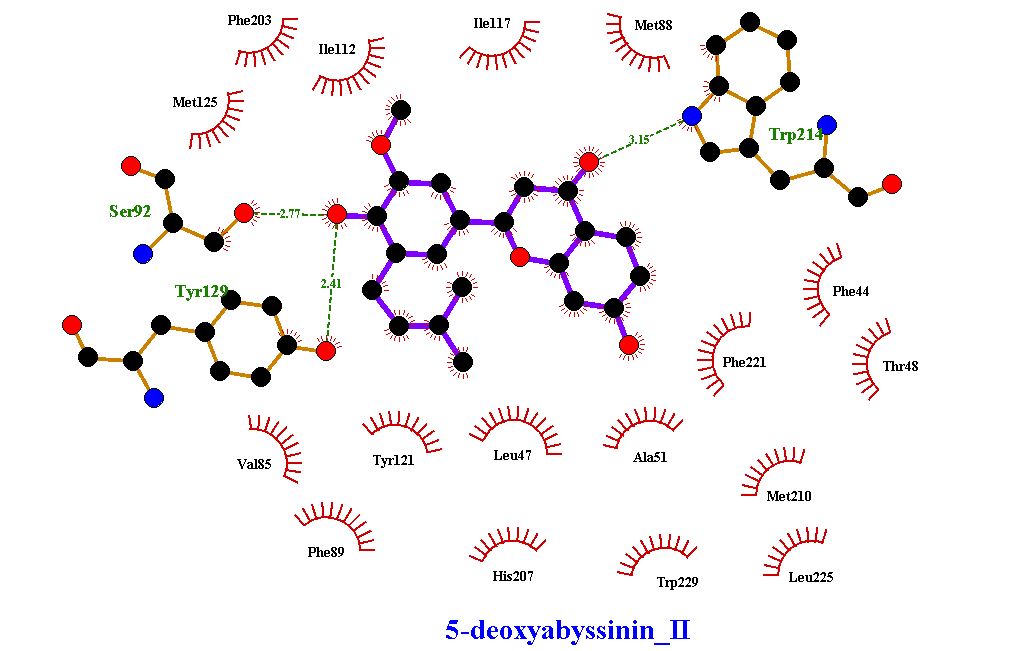 Phe203
Ile112
Ile117
Met88
Met125
3.15
Trp214
Ser92
2.77
Tyr129
2.41
Phe44
Phe221
Thr48
Val85
Tyr121
Leu47
Ala51
Met210
Phe89
His207
Trp229
Leu225
5-deoxyabyssinin_II